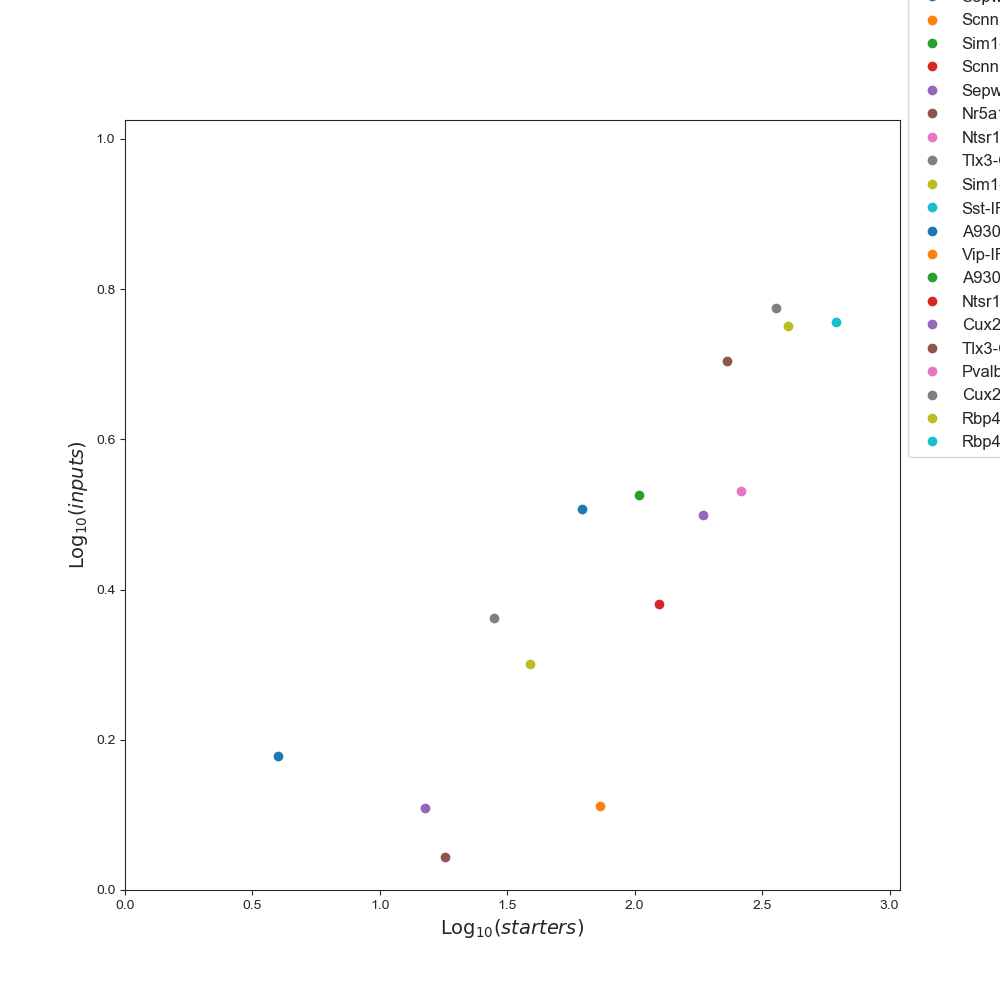 Scnn
Sim1-
Scnn
Sepw
Nr5a1
Ntsr1
Tlx3-
Sim1-
Sst-IR
A930
Vip-IR
A930
Ntsr1
Cux2
Tlx3-
Pvalb
Cux2
Rbp4
Rbp4
1.0
0.8
0.6
0.4
0.2
0.0
Log10(inputs)
0.0 0.5 1.0 1.5 2.0 2.5 3.0
Log10(starters)